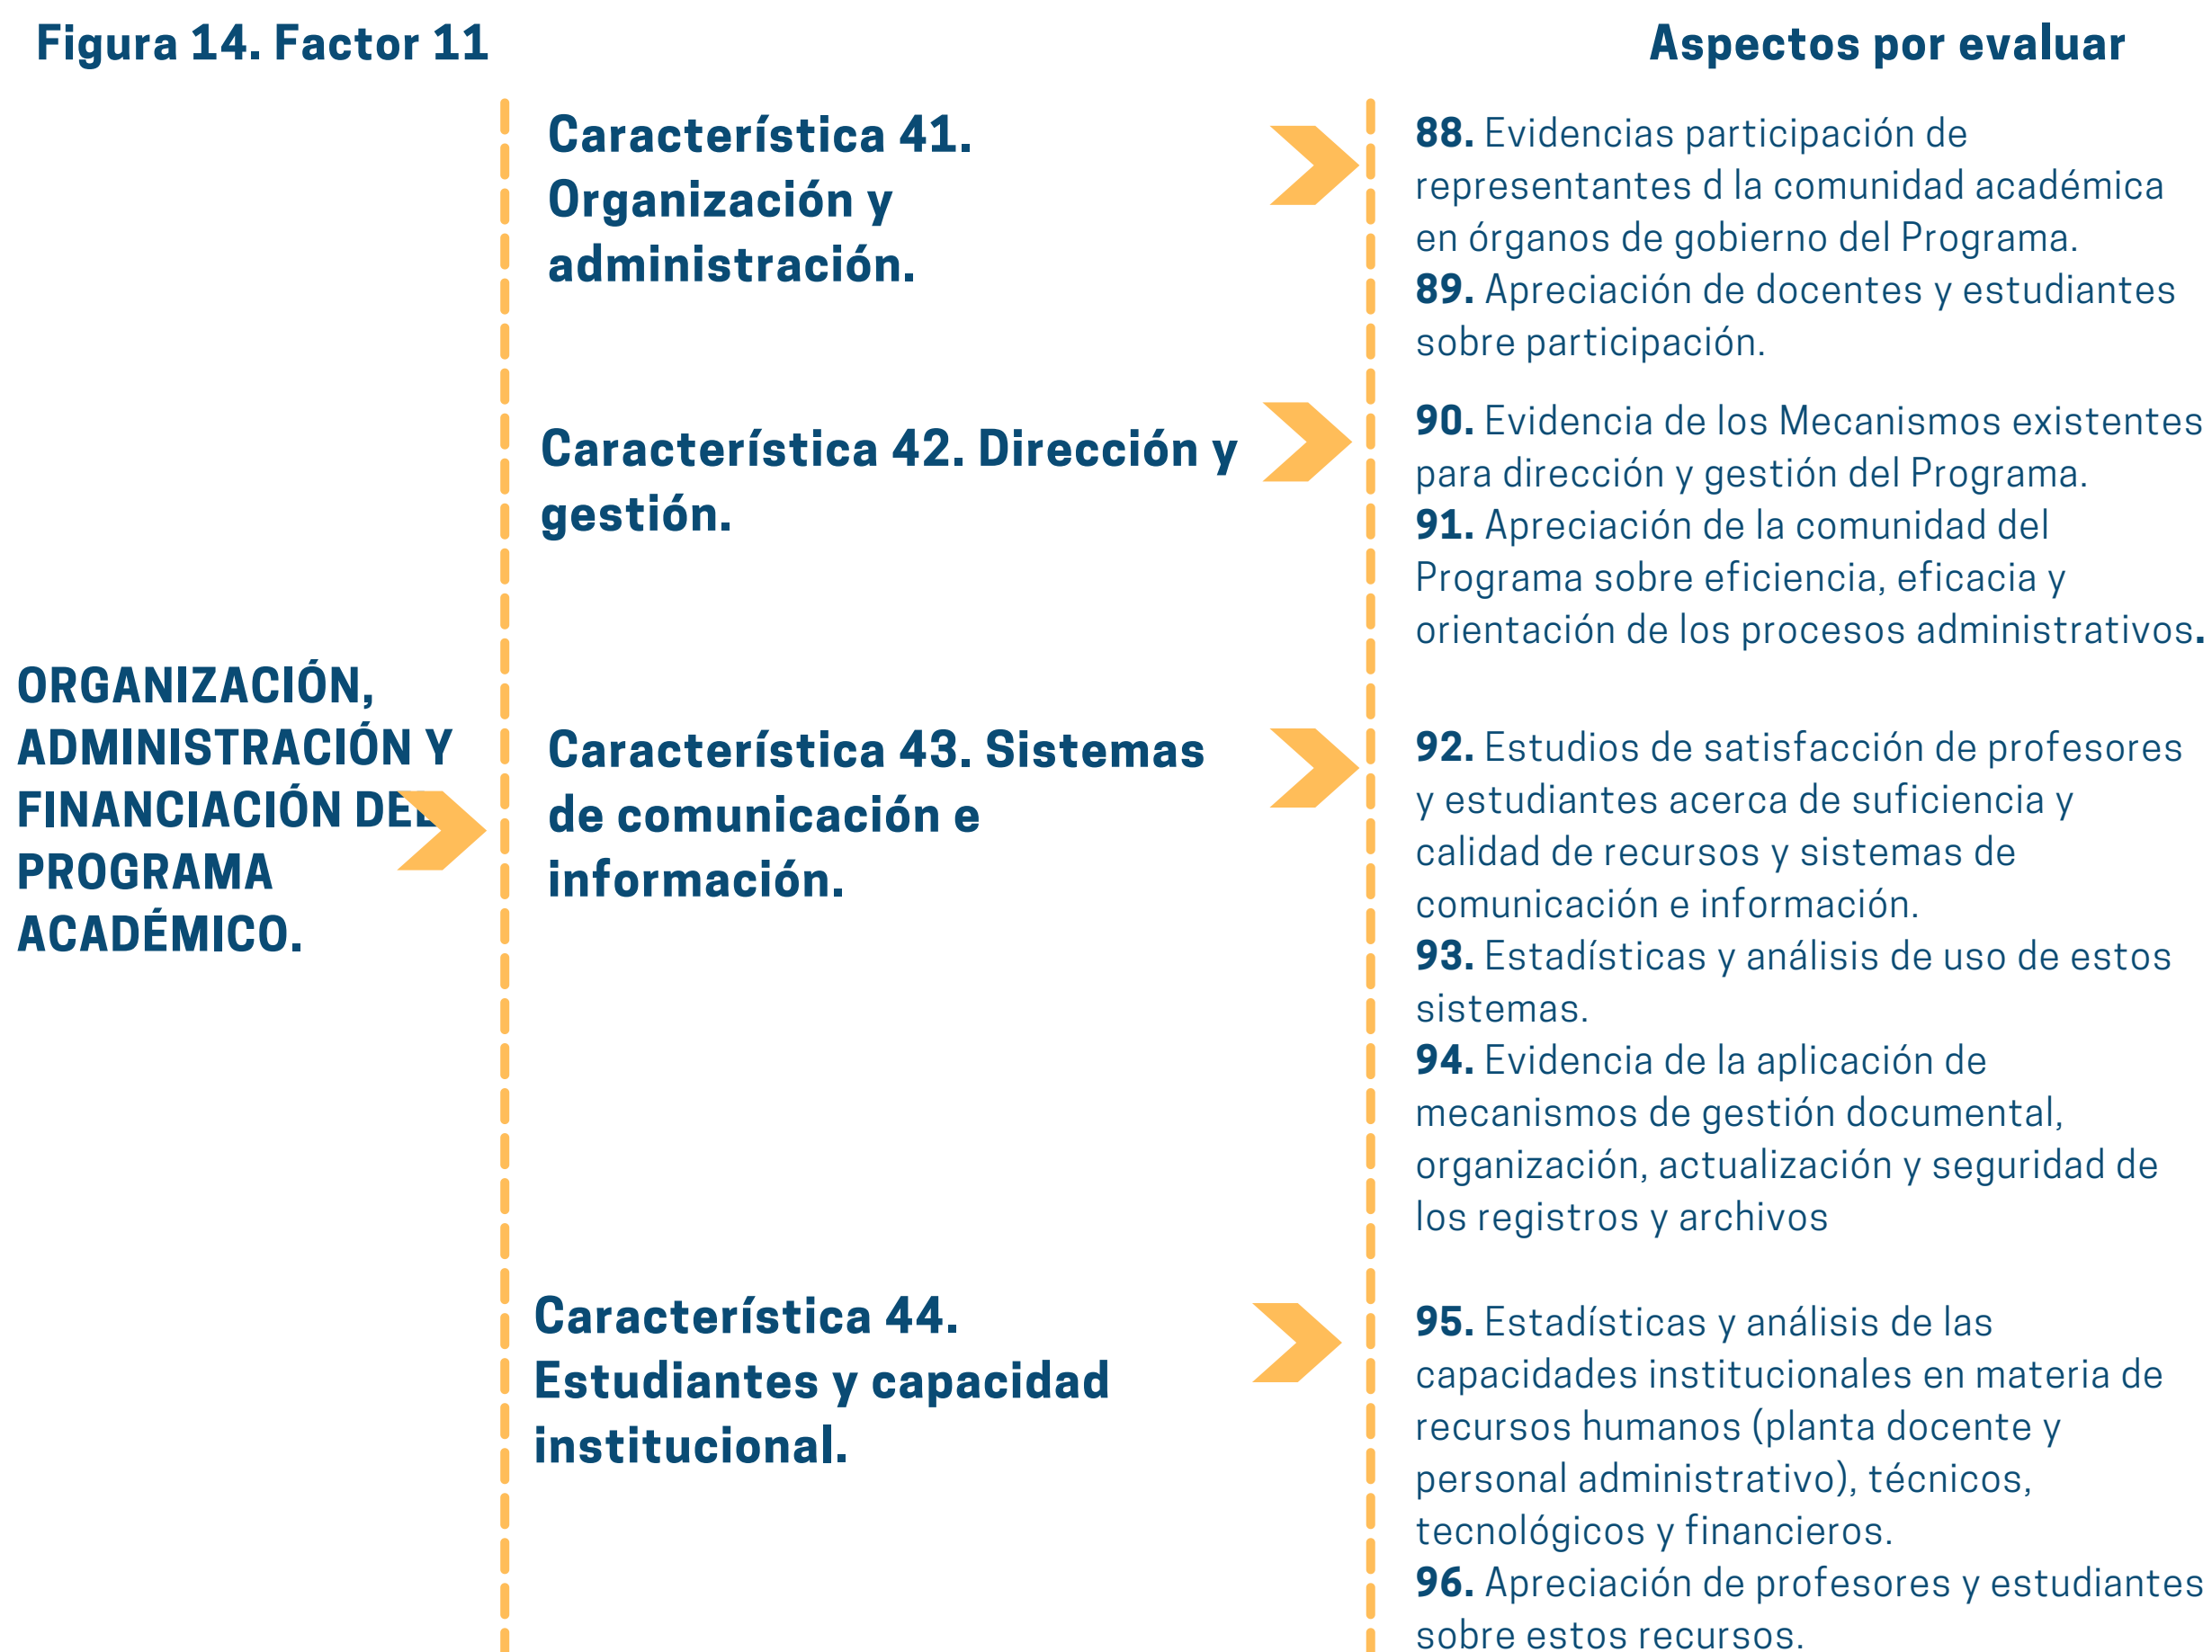 Figura 14. Factor 11
Aspectos por evaluar
ORGANIZACIÓN,
ADMINISTRACIÓN Y
FINANCIACIÓN DEL
PROGRAMA
ACADÉMICO.
Característica 41.
Organización y
administración.
88. Evidencias participación de
representantes d la comunidad académica
en órganos de gobierno del Programa.
89. Apreciación de docentes y estudiantes
sobre participación.
Característica 42. Dirección y
gestión.
90. Evidencia de los Mecanismos existentes
para dirección y gestión del Programa.
91. Apreciación de la comunidad del
Programa sobre eficiencia, eficacia y
orientación de los procesos administrativos.
Característica 43. Sistemas
de comunicación e
información.
92. Estudios de satisfacción de profesores
y estudiantes acerca de suficiencia y
calidad de recursos y sistemas de
comunicación e información.
93. Estadísticas y análisis de uso de estos
sistemas.
94. Evidencia de la aplicación de
mecanismos de gestión documental,
organización, actualización y seguridad de
los registros y archivos
Característica 44.
Estudiantes y capacidad
institucional.
95. Estadísticas y análisis de las
capacidades institucionales en materia de
recursos humanos (planta docente y
personal administrativo), técnicos,
tecnológicos y financieros.
96. Apreciación de profesores y estudiantes
sobre estos recursos.